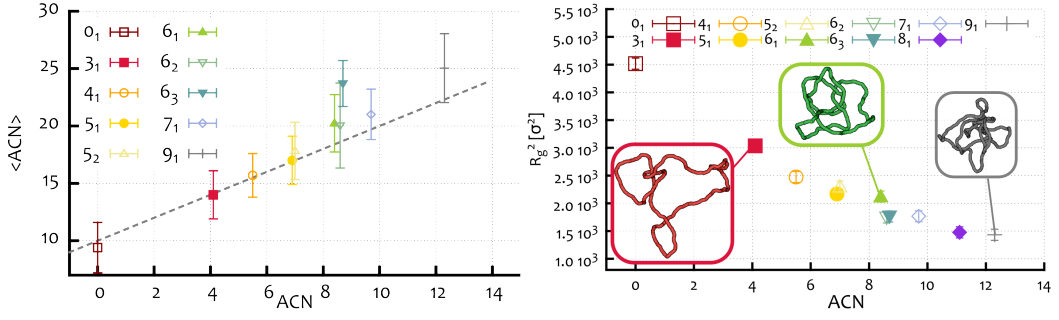 <ACN>
30
25
20
15
10
0₁ 6₁
3₁ 6₂
4₁ 6₃
5₁ 7₁
5₂ 9₁
0 2 4 6 8 10 12 14
ACN
R_g² [σ²]
5.5 10³
5.0 10³
4.5 10³
4.0 10³
3.5 10³
3.0 10³
2.5 10³
2.0 10³
1.5 10³
1.0 10³
0₁ 4₁ 5₂ 6₂ 7₁ 9₁
3₁ 5₁ 6₁ 6₃ 8₁
0 2 4 6 8 10 12 14
ACN